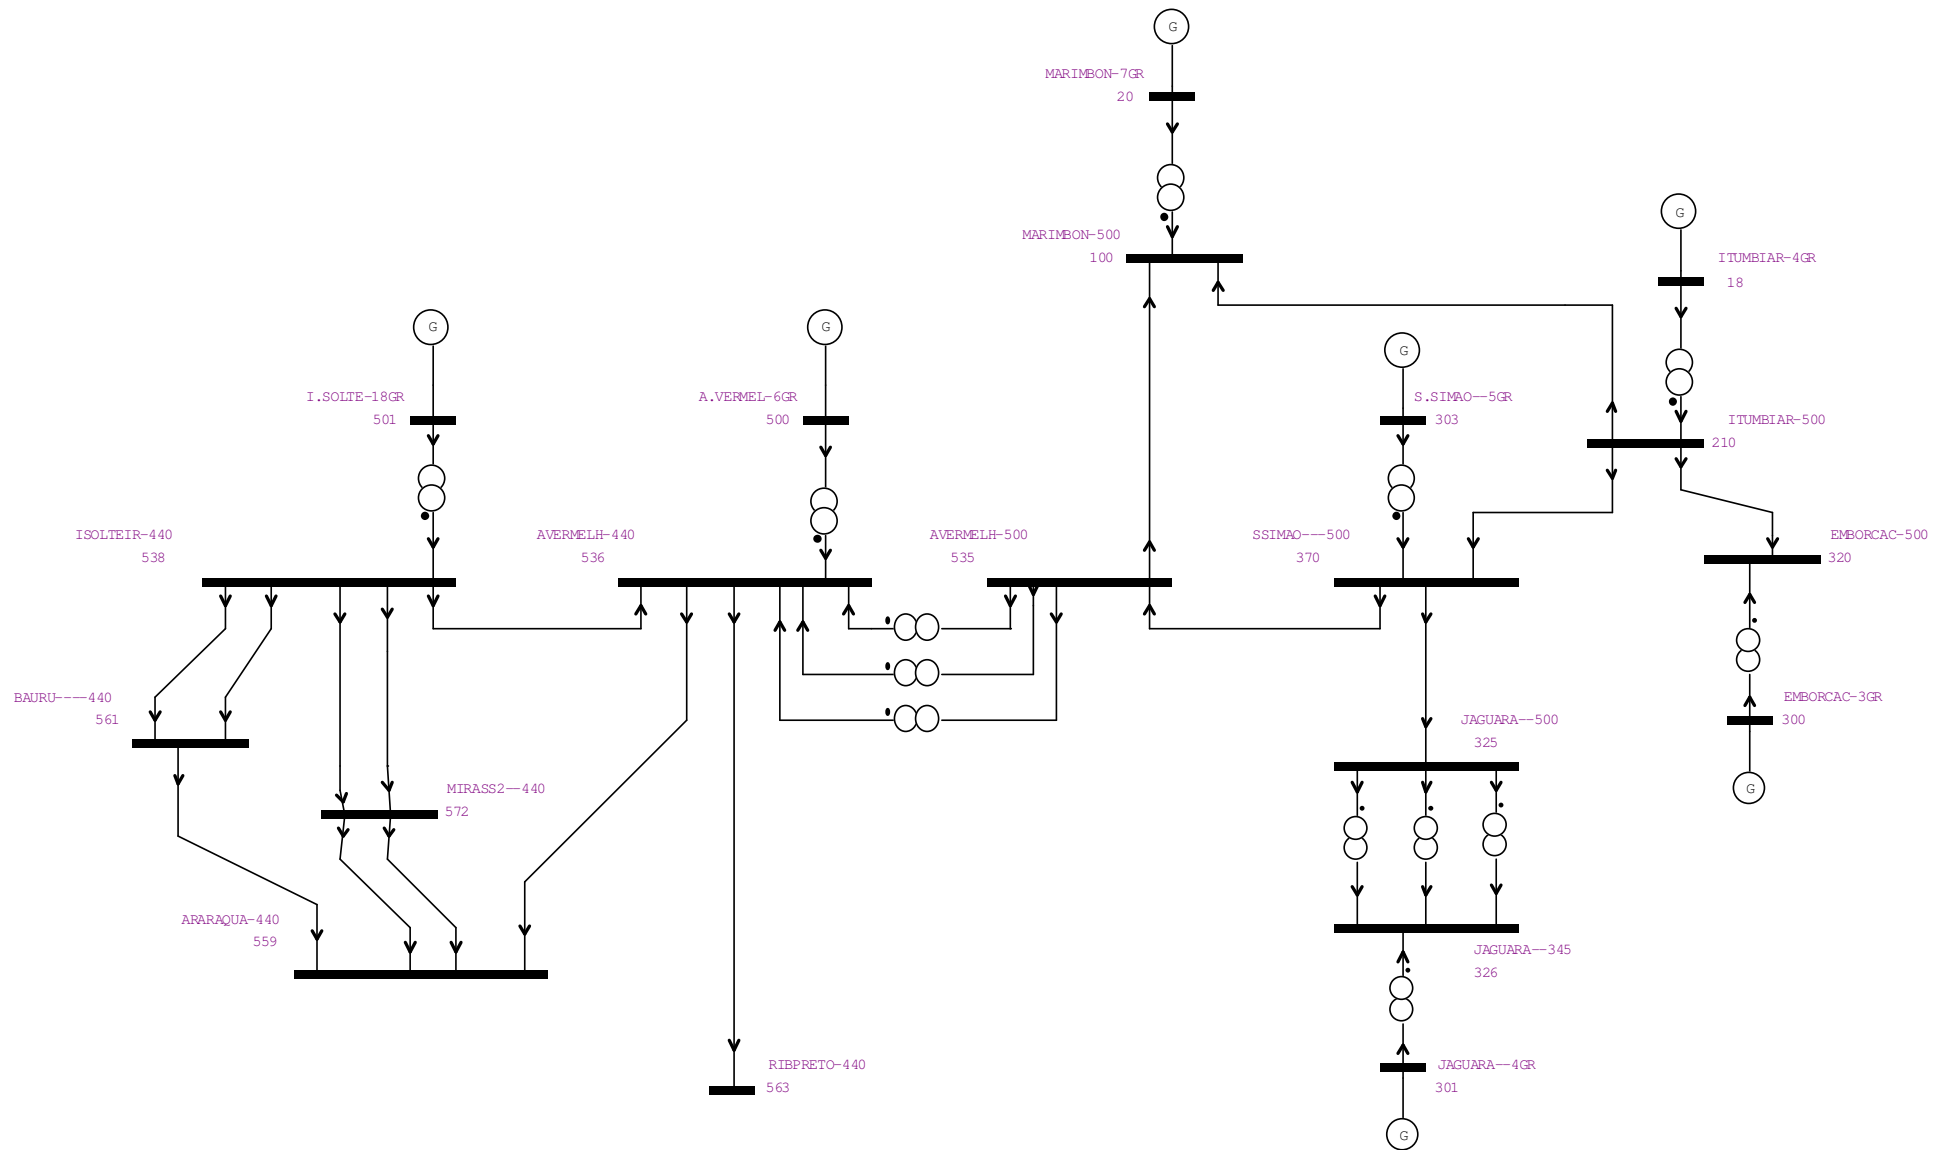 G
MARIMBON-7GR
20
G
MARIMBON-500
100
ITUMBIAR-4GR
18
G
G
G
I.SOLTE-18GR
501
A.VERMEL-6GR
500
S.SIMAO--5GR
303
ITUMBIAR-500
210
ISOLTEIR-440
538
AVERMELH-440
536
AVERMELH-500
535
SSIMAO---500
370
EMBORCAC-500
320
BAURU----440
561
EMBORCAC-3GR
300
JAGUARA--500
325
MIRASS2--440
572
G
ARARAQUA-440
559
JAGUARA--345
326
RIBPRETO-440
563
JAGUARA--4GR
301
G